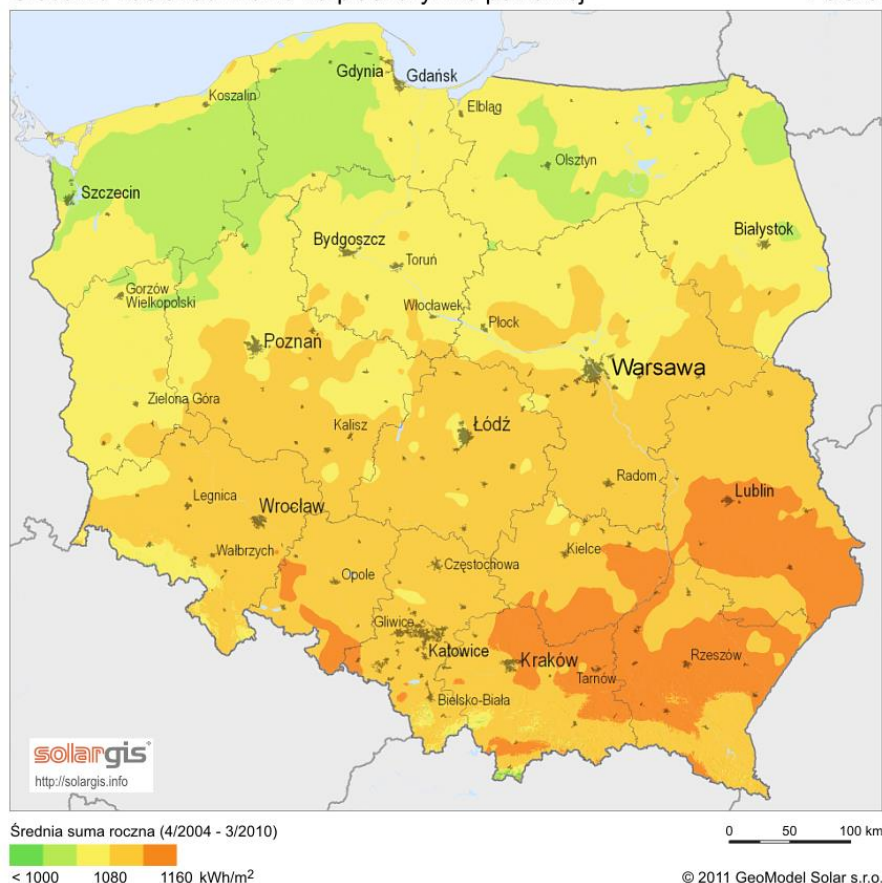 Gdynia
Gdańsk
Koszalin
Elbląg
Olsztyn
Szczecin
Białystok
Bydgoszcz
Toruń
Gorzów
Wielkopolski
Włocławek
Płock
Poznań
Warsawa
Zielona Góra
Kalisz
Łódź
Radom
Lublin
Legnica
Wrocław
Wałbrzych
Opole
Częstochowa
Kielce
Gliwice
Katowice
Kraków
Tarnów
Rzeszów
Bielsko-Biała
solargis
http://solargis.info
Średnia suma roczna (4/2004 - 3/2010)
0 50 100 km
< 1000 1080 1160 kWh/m²
© 2011 GeoModel Solar s.r.o.